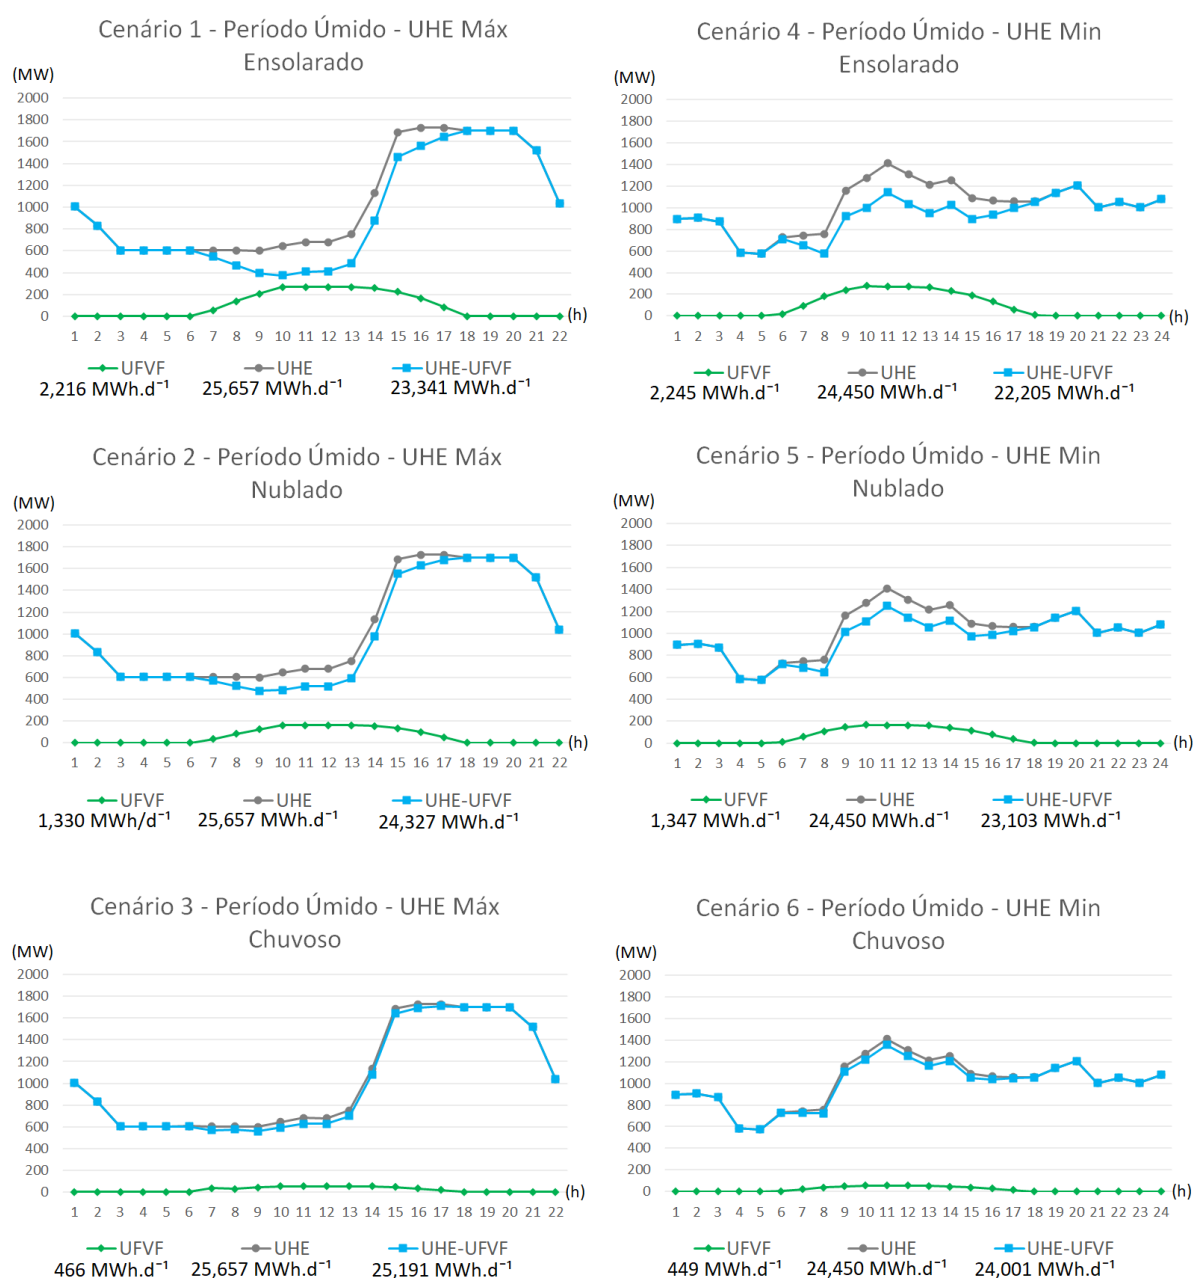 Cenário 1 - Período Úmido - UHE Máx
Ensolarado
(MW)
2000
1800
1600
1400
1200
1000
800
600
400
200
0
1 2 3 4 5 6 7 8 9 10 11 12 13 14 15 16 17 18 19 20 21 22
(h)
UFVF UHE UHE-UFVF
2,216 MWh.d⁻¹ 25,657 MWh.d⁻¹ 23,341 MWh.d⁻¹
Cenário 4 - Período Úmido - UHE Min
Ensolarado
(MW)
2000
1800
1600
1400
1200
1000
800
600
400
200
0
1 2 3 4 5 6 7 8 9 10 11 12 13 14 15 16 17 18 19 20 21 22 23 24
(h)
UFVF UHE UHE-UFVF
2,245 MWh.d⁻¹ 24,450 MWh.d⁻¹ 22,205 MWh.d⁻¹
Cenário 2 - Período Úmido - UHE Máx
Nublado
(MW)
2000
1800
1600
1400
1200
1000
800
600
400
200
0
1 2 3 4 5 6 7 8 9 10 11 12 13 14 15 16 17 18 19 20 21 22
(h)
UFVF UHE UHE-UFVF
1,330 MWh/d⁻¹ 25,657 MWh.d⁻¹ 24,327 MWh.d⁻¹
Cenário 5 - Período Úmido - UHE Min
Nublado
(MW)
2000
1800
1600
1400
1200
1000
800
600
400
200
0
1 2 3 4 5 6 7 8 9 10 11 12 13 14 15 16 17 18 19 20 21 22 23 24
(h)
UFVF UHE UHE-UFVF
1,347 MWh.d⁻¹ 24,450 MWh.d⁻¹ 23,103 MWh.d⁻¹
Cenário 3 - Período Úmido - UHE Máx
Chuvoso
(MW)
2000
1800
1600
1400
1200
1000
800
600
400
200
0
1 2 3 4 5 6 7 8 9 10 11 12 13 14 15 16 17 18 19 20 21 22
(h)
UFVF UHE UHE-UFVF
466 MWh.d⁻¹ 25,657 MWh.d⁻¹ 25,191 MWh.d⁻¹
Cenário 6 - Período Úmido - UHE Min
Chuvoso
(MW)
2000
1800
1600
1400
1200
1000
800
600
400
200
0
1 2 3 4 5 6 7 8 9 10 11 12 13 14 15 16 17 18 19 20 21 22 23 24
(h)
UFVF UHE UHE-UFVF
449 MWh.d⁻¹ 24,450 MWh.d⁻¹ 24,001 MWh.d⁻¹